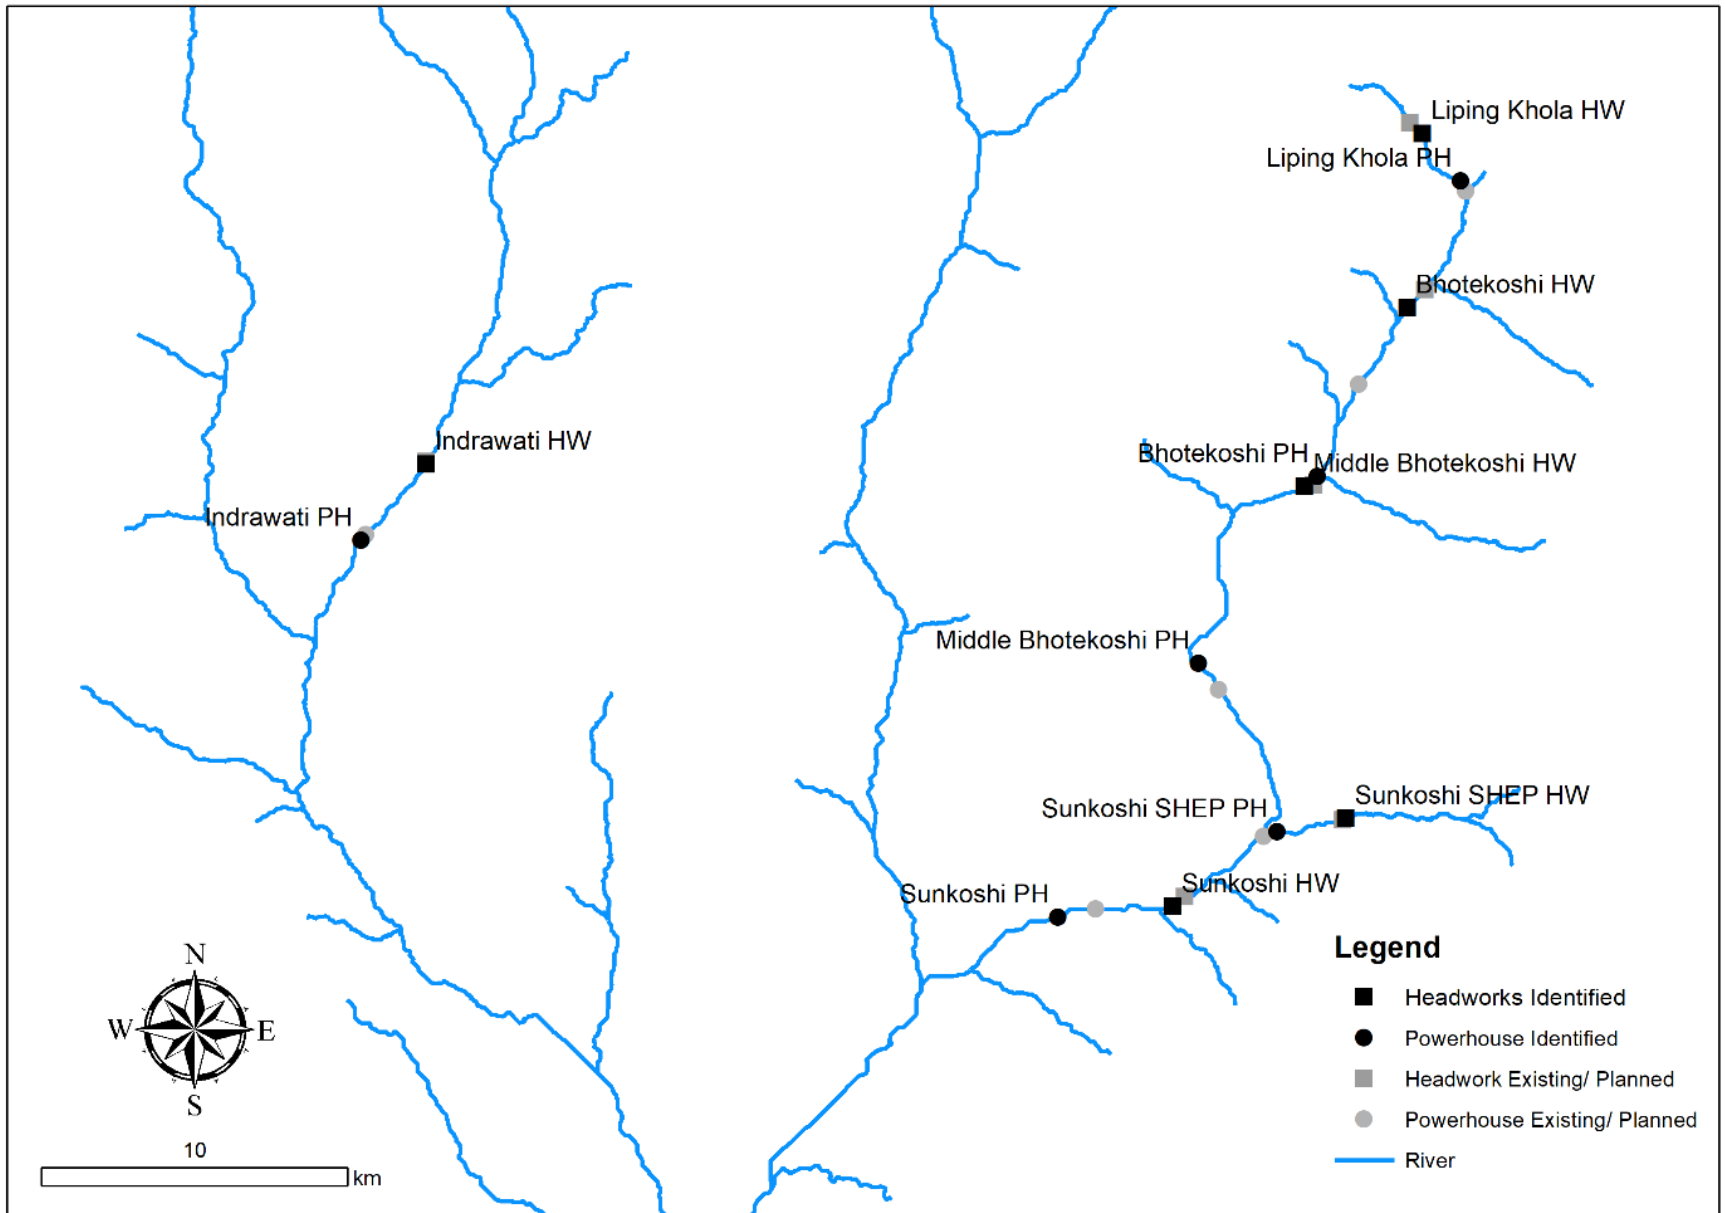 Liping Khola HW
Liping Khola PH
Bhotekoshi HW
Indrawati HW
Bhotekoshi PH
Middle Bhotekoshi HW
Indrawati PH
Middle Bhotekoshi PH
Sunkoshi SHEP HW
Sunkoshi SHEP PH
Sunkoshi HW
Sunkoshi PH
Legend
Headworks Identified
Powerhouse Identified
Headwork Existing/ Planned
Powerhouse Existing/ Planned
River
N
W
E
S
10
km